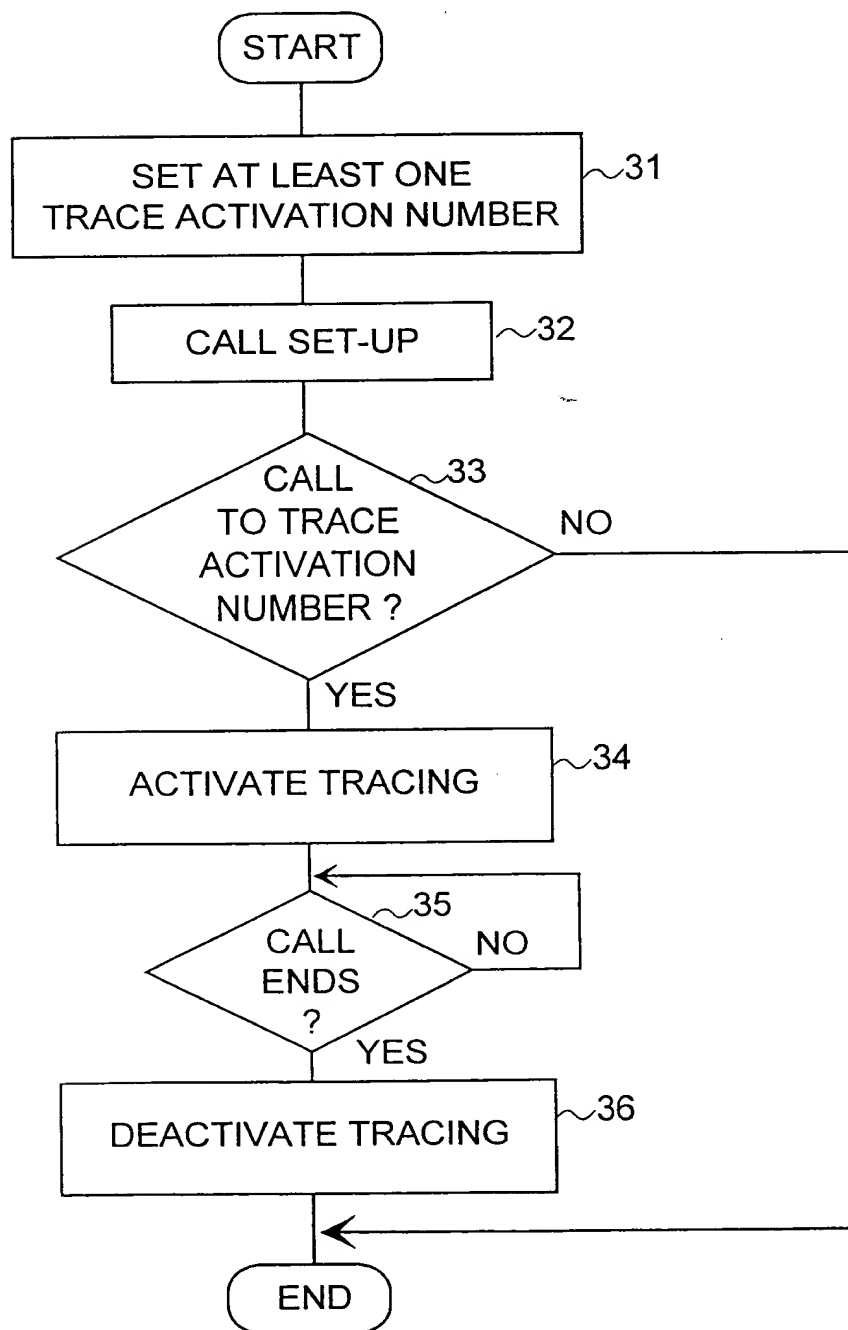 START
SET AT LEAST ONE
TRACE ACTIVATION NUMBER
31
CALL SET-UP
32
33
CALL
TO TRACE
ACTIVATION
NUMBER ?
NO
YES
ACTIVATE TRACING
34
35
CALL
ENDS
?
NO
YES
DEACTIVATE TRACING
36
END